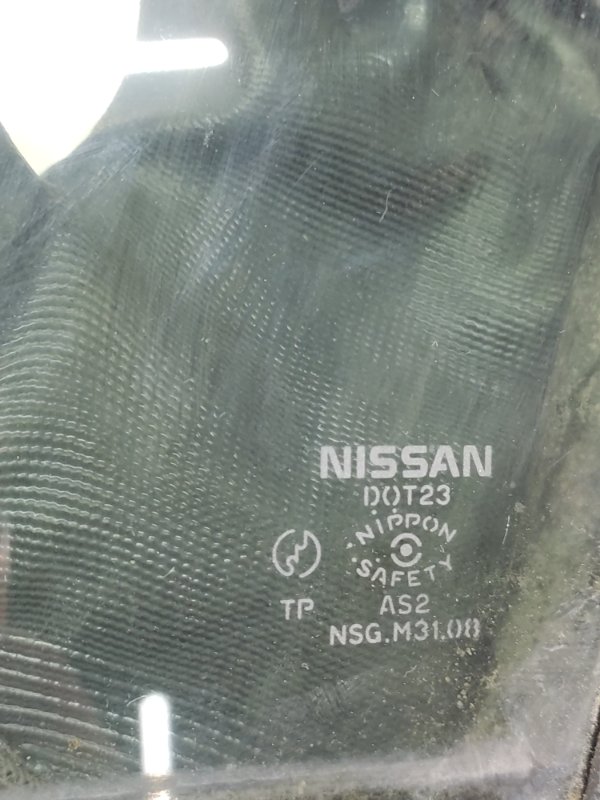 NISSAN
DOT23
NIPPON
SAFETY
TP
AS2
NSG.M31.08